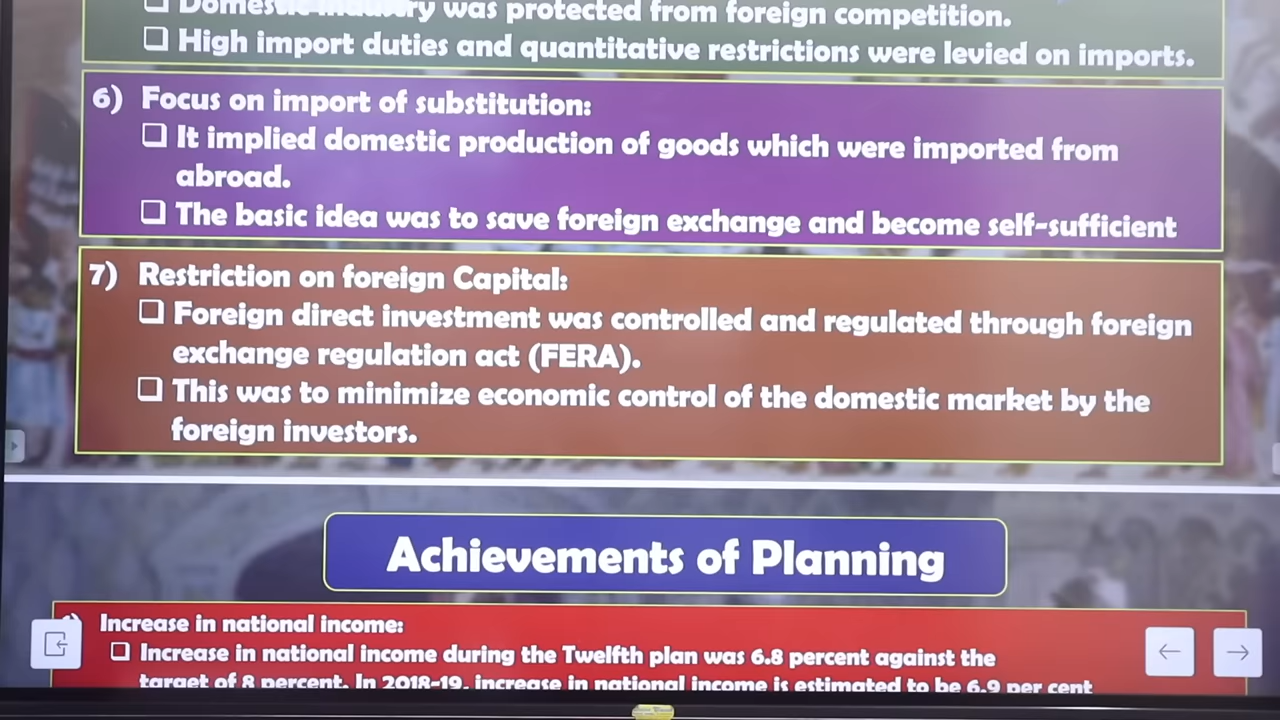 Domestic industry was protected from foreign competition.
High import duties and quantitative restrictions were levied on imports.
6) Focus on import of substitution:
It implied domestic production of goods which were imported from
abroad.
The basic idea was to save foreign exchange and become self-sufficient
7) Restriction on foreign Capital:
Foreign direct investment was controlled and regulated through foreign
exchange regulation act (FERA).
This was to minimize economic control of the domestic market by the
foreign investors.
Achievements of Planning
Increase in national income:
Increase in national income during the Twelfth plan was 6.8 percent against the
target of 8 percent. In 2018-19, increase in national income is estimated to be 6.9 per cent